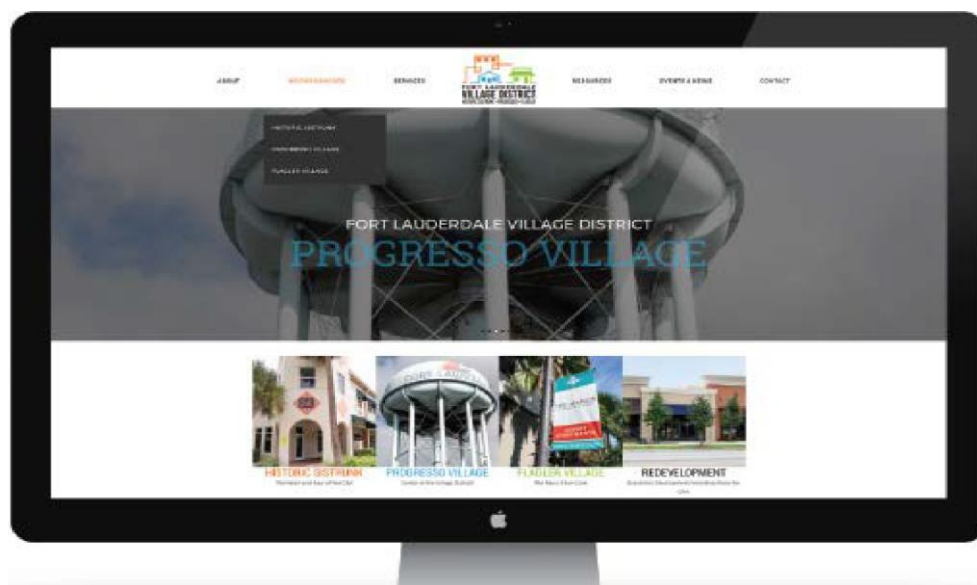 ABOUT
NEIGHBORHOODS
SERVICES
FORT LAUDERDALE
VILLAGE DISTRICT
RESOURCES
EVENTS & NEWS
CONTACT
HISTORIC SISTRUNK
PROGRESSO VILLAGE
FLAGLER VILLAGE
FORT LAUDERDALE VILLAGE DISTRICT
PROGRESSO VILLAGE
HISTORIC SISTRUNK
PROGRESSO VILLAGE
FLAGLER VILLAGE
REDEVELOPMENT